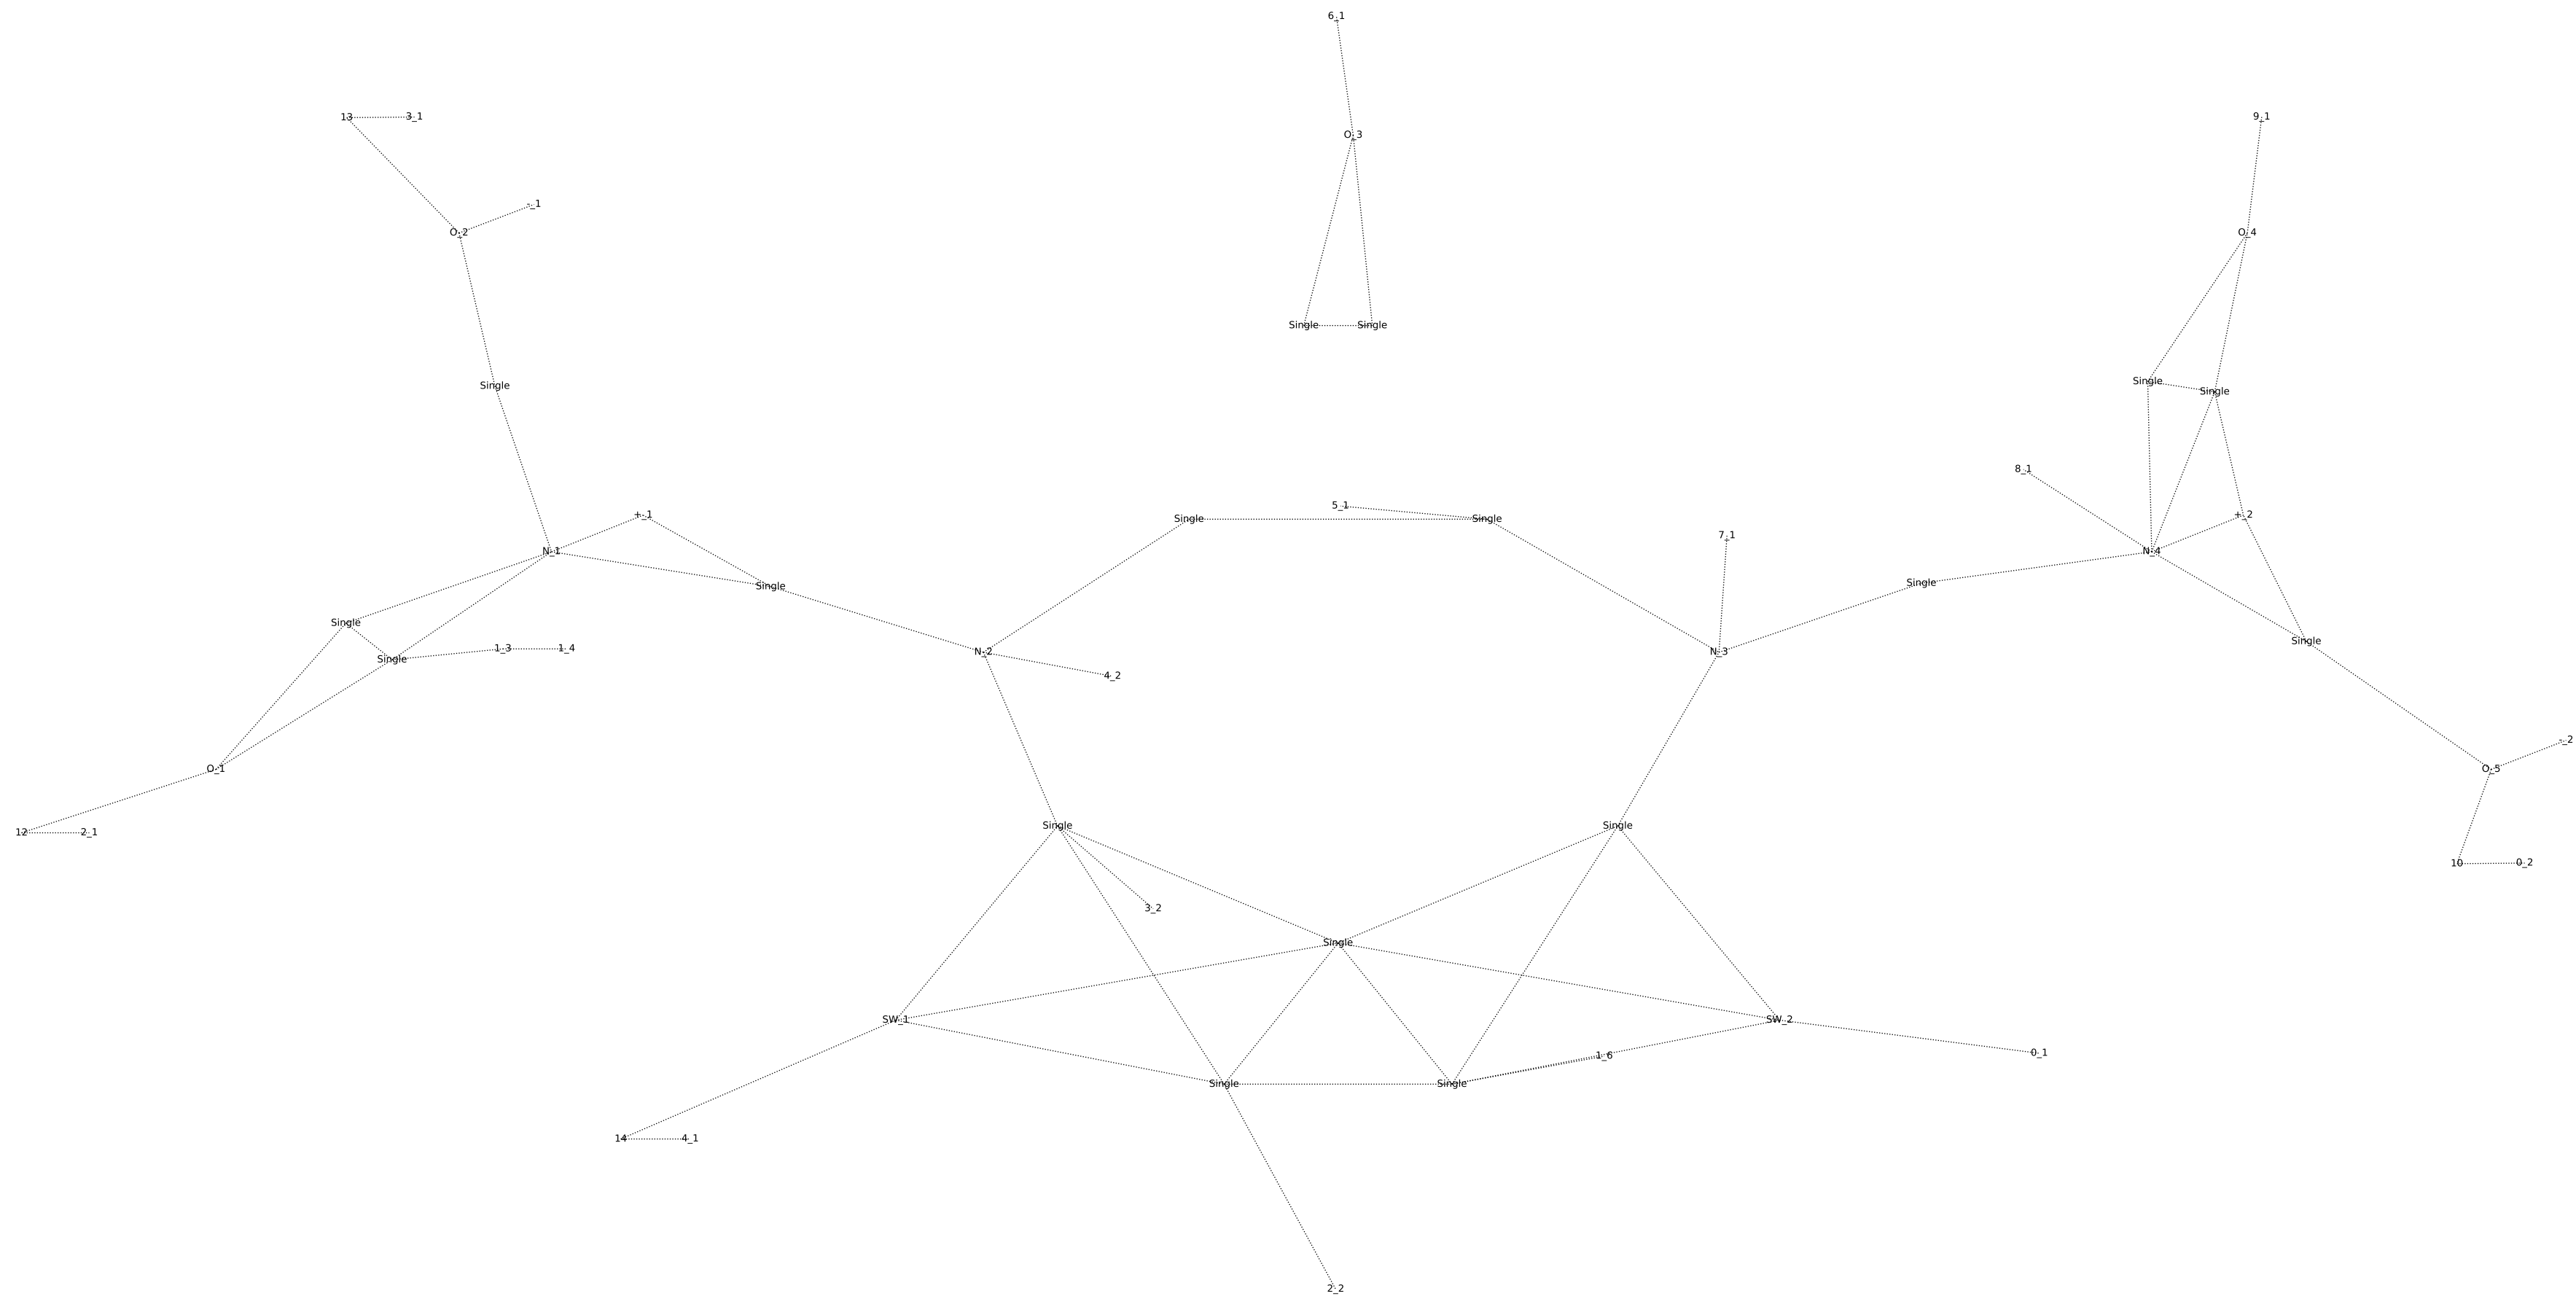 6_1
13 3_1
9_1
O_3
-_1
O_2
O_4
Single Single
Single
Single
Single
8_1
5_1
+_1
+_2
Single Single
7_1
N_1
N_4
Single
Single
Single
Single
1_3 1_4
N_2
N_3
Single
4_2
-_2
O_1
O_5
Single
Single
12 2_1
10 0_2
3_2
Single
SW_1
SW_2
0_1
1_6
Single
Single
14 4_1
2_2